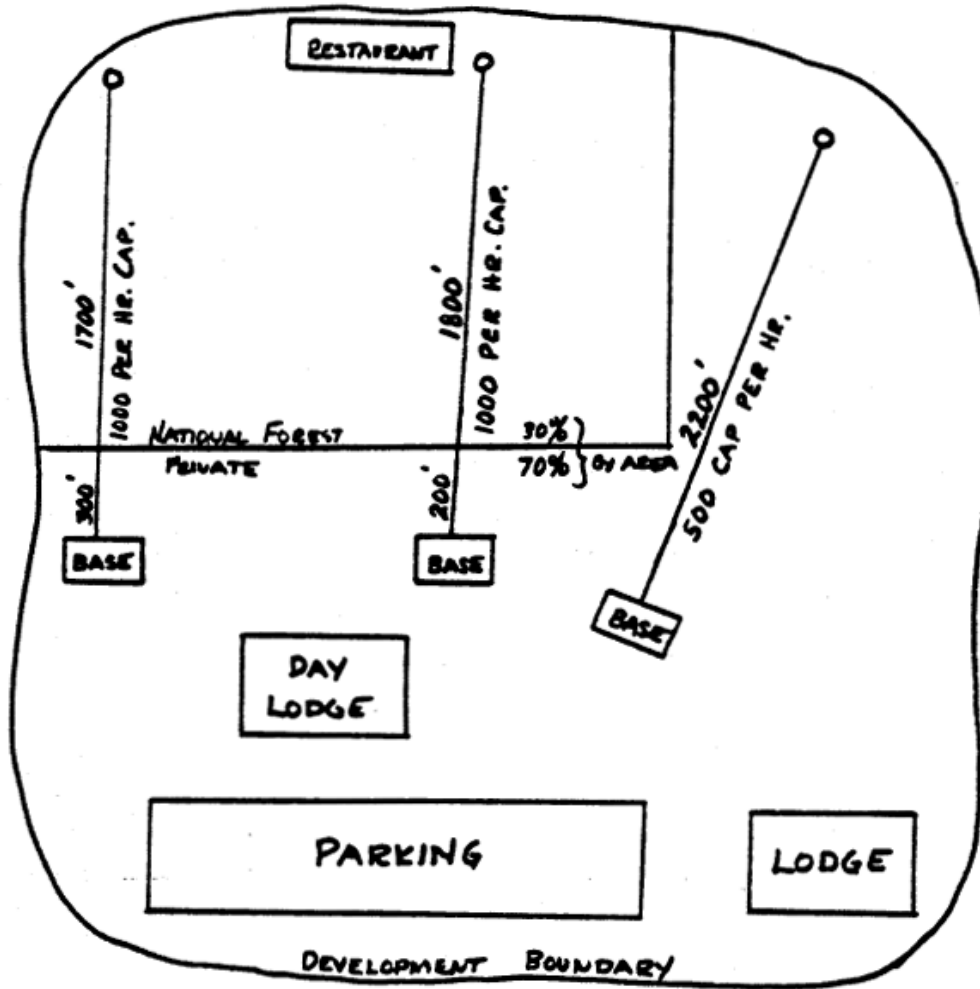 RESTAURANT
1700'
1000 PER HR. CAP.
1800'
1000 PER HR. CAP.
2200'
500 CAP PER HR.
NATIONAL FOREST
PRIVATE
30%
70%
} BY AREA
300'
200'
BASE
BASE
BASE
DAY
LODGE
PARKING
LODGE
DEVELOPMENT BOUNDARY